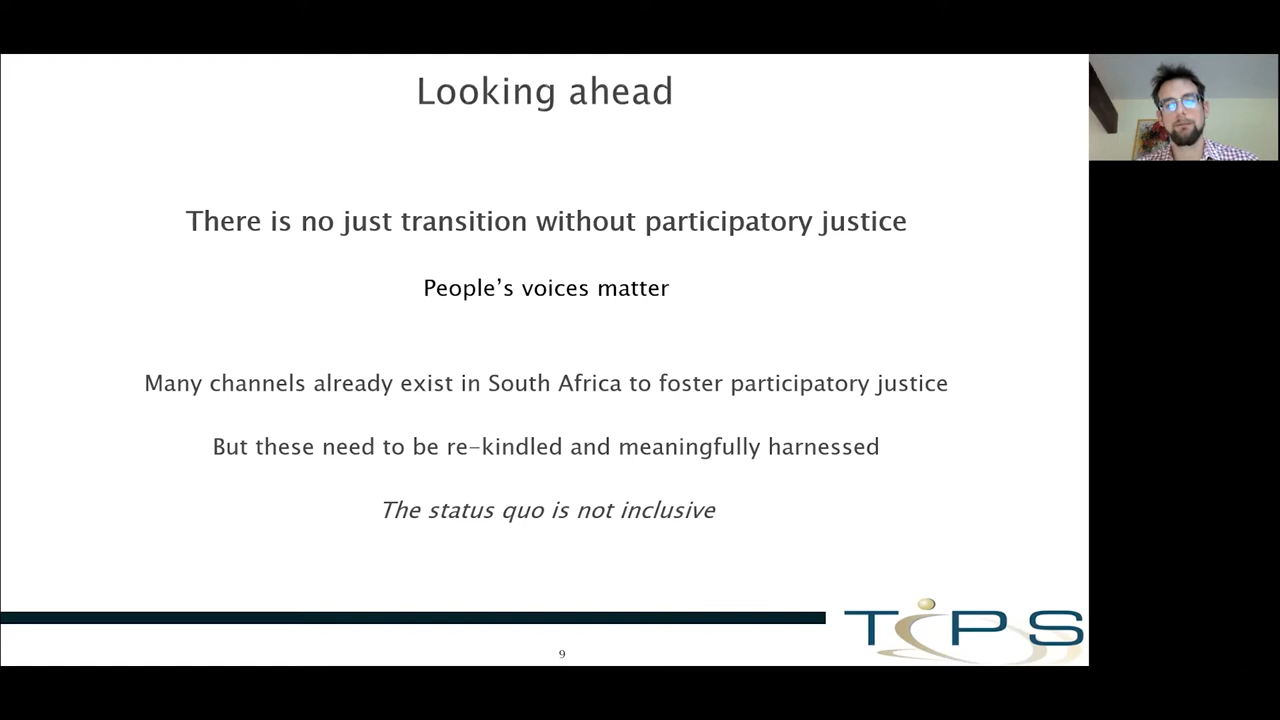 Looking ahead
There is no just transition without participatory justice
People’s voices matter
Many channels already exist in South Africa to foster participatory justice
But these need to be re-kindled and meaningfully harnessed
The status quo is not inclusive
TiPS
9